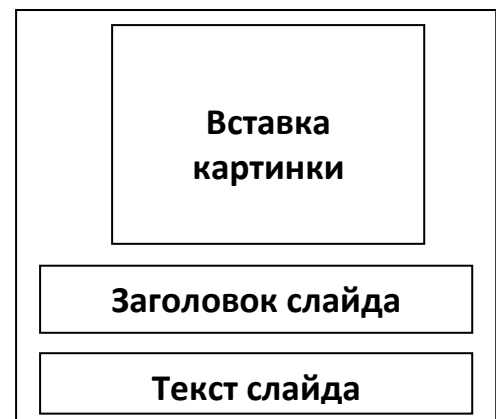 Вставка
картинки
Заголовок слайда
Текст слайда